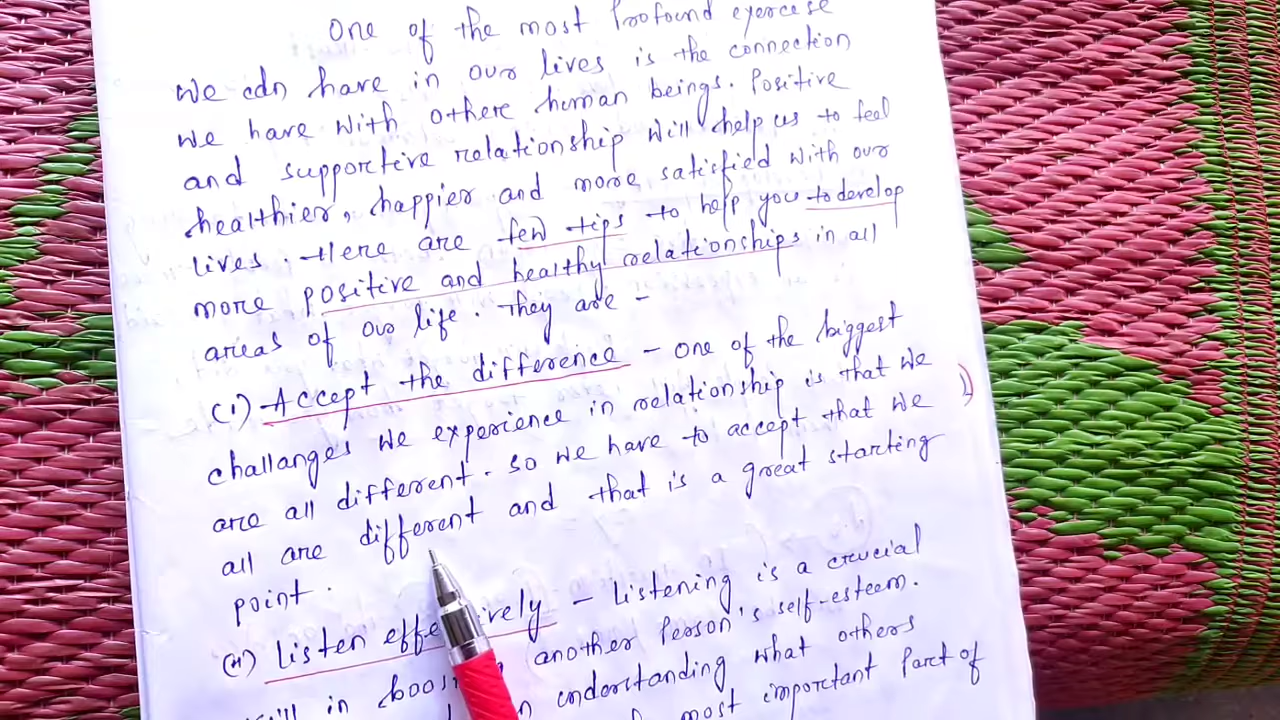 One of the most Profound exercese
we can have in our lives is the connection
we have with othere human beings. Positive
and supportive relationship will help us to feel
healthier, happier and more satisfied with our
lives. Here are few tips to help you to develop
more positive and healthy relationships in all
areas of our life. They are -
(i) Accept the difference - one of the biggest
challanges we experience in relationship is that we
are all different. so we have to accept that we
all are different and that is a great starting
point.
(ii) Listen effectively - listening is a crucial
in boos another Person's self-esteem.
understanding what others
most important Part of